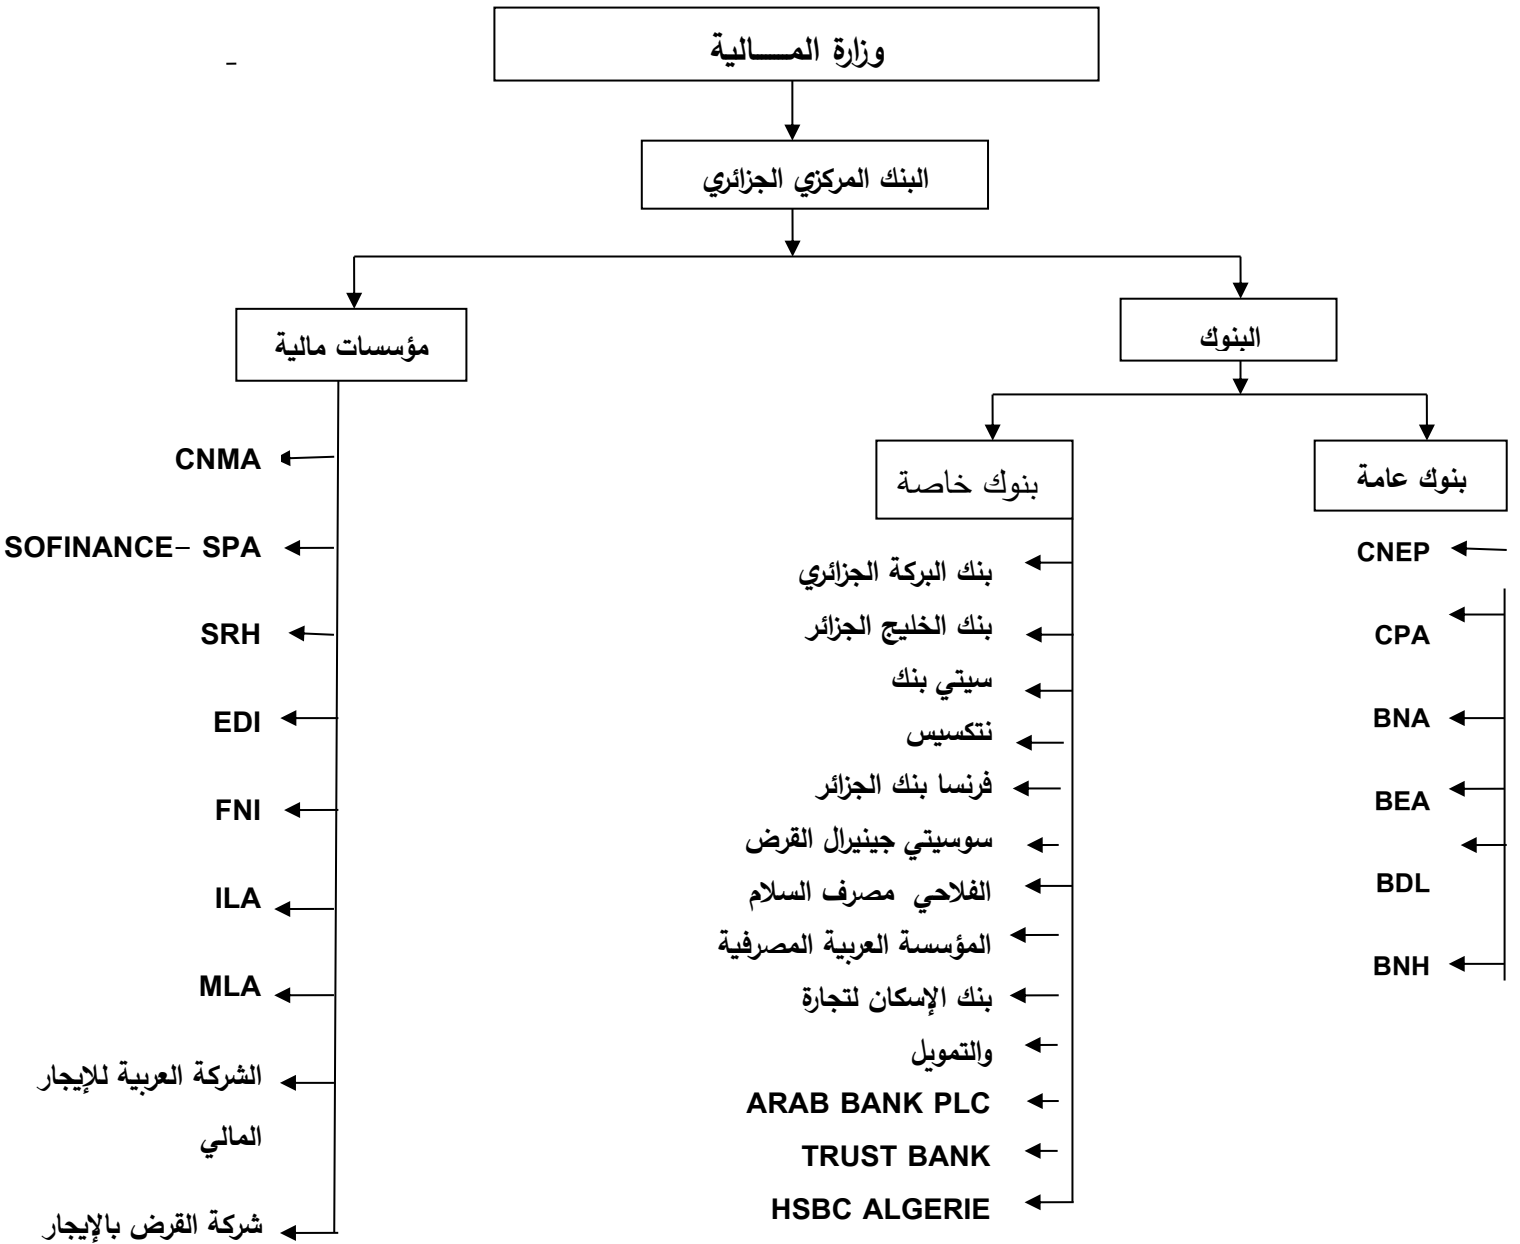 وزارة المـــــالية
البنك المركزي الجزائري
البنوك
مؤسسات مالية
بنوك عامة
CNEP
CPA
BNA
BEA
BDL
BNH
بنوك خاصة
بنك البركة الجزائري
بنك الخليج الجزائر
سيتي بنك
نتكسيس
فرنسا بنك الجزائر
سوسيتي جينيرال القرض
الفلاحي مصرف السلام
المؤسسة العربية المصرفية
بنك الإسكان لتجارة
والتمويل
ARAB BANK PLC
TRUST BANK
HSBC ALGERIE
CNMA
SOFINANCE– SPA
SRH
EDI
FNI
ILA
MLA
الشركة العربية للإيجار
المالي
شركة القرض بالإيجار